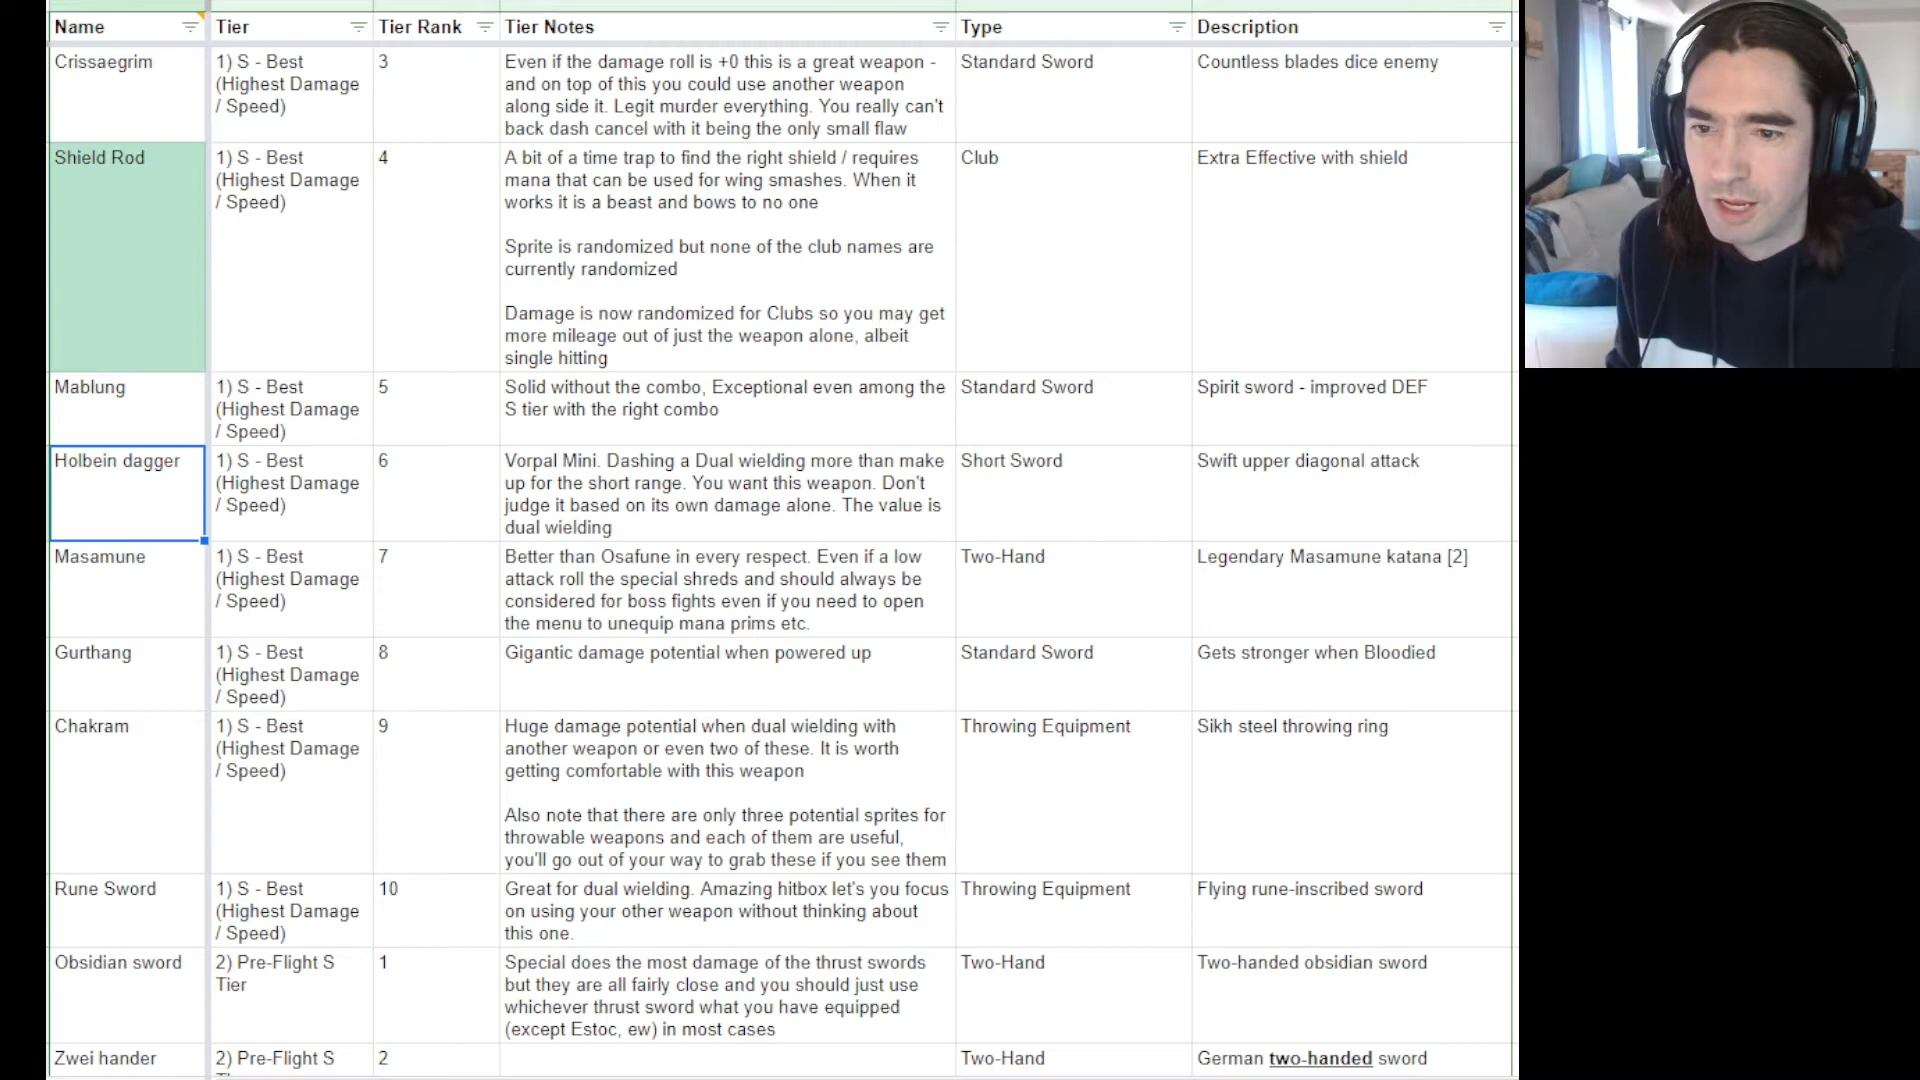 Name Tier Tier Rank Tier Notes Type Description
Crissaegrim 1) S - Best 3 Even if the damage roll is +0 this is a great weapon - Standard Sword Countless blades dice enemy
(Highest Damage and on top of this you could use another weapon
/ Speed) along side it. Legit murder everything. You really can't
back dash cancel with it being the only small flaw
Shield Rod 1) S - Best 4 A bit of a time trap to find the right shield / requires Club Extra Effective with shield
(Highest Damage mana that can be used for wing smashes. When it
/ Speed) works it is a beast and bows to no one
Sprite is randomized but none of the club names are
currently randomized
Damage is now randomized for Clubs so you may get
more mileage out of just the weapon alone, albeit
single hitting
Mablung 1) S - Best 5 Solid without the combo, Exceptional even among the Standard Sword Spirit sword - improved DEF
(Highest Damage S tier with the right combo
/ Speed)
Holbein dagger 1) S - Best 6 Vorpal Mini. Dashing a Dual wielding more than make Short Sword Swift upper diagonal attack
(Highest Damage up for the short range. You want this weapon. Don't
/ Speed) judge it based on its own damage alone. The value is
dual wielding
Masamune 1) S - Best 7 Better than Osafune in every respect. Even if a low Two-Hand Legendary Masamune katana [2]
(Highest Damage attack roll the special shreds and should always be
/ Speed) considered for boss fights even if you need to open
the menu to unequip mana prims etc.
Gurthang 1) S - Best 8 Gigantic damage potential when powered up Standard Sword Gets stronger when Bloodied
(Highest Damage
/ Speed)
Chakram 1) S - Best 9 Huge damage potential when dual wielding with Throwing Equipment Sikh steel throwing ring
(Highest Damage another weapon or even two of these. It is worth
/ Speed) getting comfortable with this weapon
Also note that there are only three potential sprites for
throwable weapons and each of them are useful,
you'll go out of your way to grab these if you see them
Rune Sword 1) S - Best 10 Great for dual wielding. Amazing hitbox let's you focus Throwing Equipment Flying rune-inscribed sword
(Highest Damage on using your other weapon without thinking about
/ Speed) this one.
Obsidian sword 2) Pre-Flight S 1 Special does the most damage of the thrust swords Two-Hand Two-handed obsidian sword
Tier but they are all fairly close and you should just use
whichever thrust sword what you have equipped
(except Estoc, ew) in most cases
Zwei hander 2) Pre-Flight S 2 Two-Hand German two-handed sword